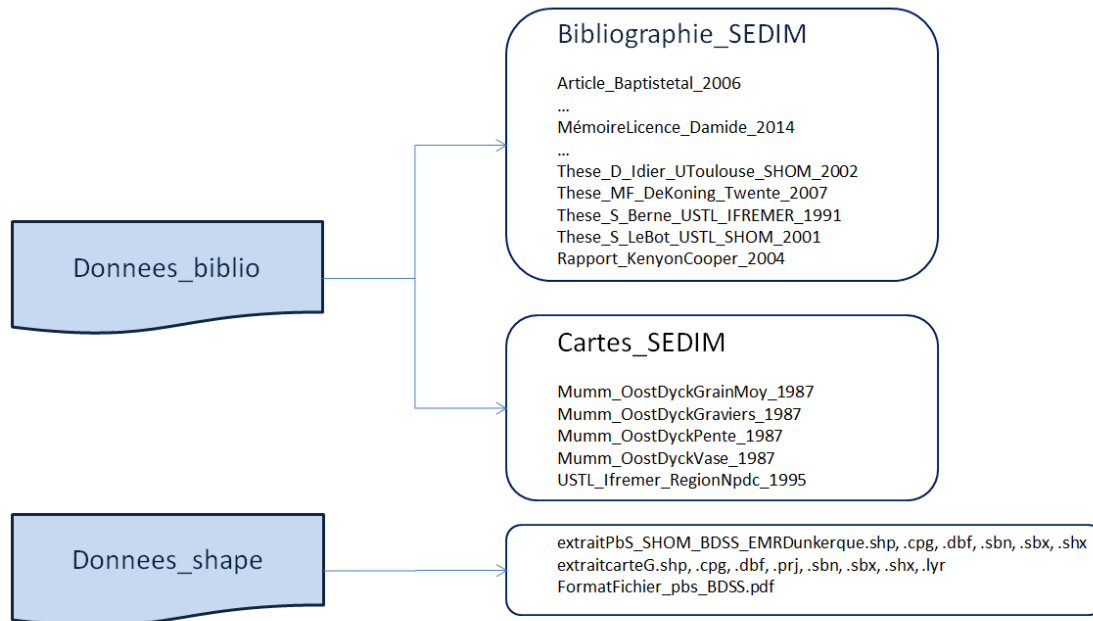 Donnees_biblio
Bibliographie_SEDIM
Article_Baptistetal_2006
...
MémoireLicence_Damide_2014
...
These_D_Idier_UToulouse_SHOM_2002
These_MF_DeKoning_Twente_2007
These_S_Berne_USTL_IFREMER_1991
These_S_LeBot_USTL_SHOM_2001
Rapport_KenyonCooper_2004
Cartes_SEDIM
Mumm_OostDyckGrainMoy_1987
Mumm_OostDyckGraviers_1987
Mumm_OostDyckPente_1987
Mumm_OostDyckVase_1987
USTL_Ifremer_RegionNpdc_1995
Donnees_shape
extraitPbS_SHOM_BDSS_EMRDunkerque.shp, .cpg, .dbf, .sbn, .sbx, .shx
extraitcarteG.shp, .cpg, .dbf, .prj, .sbn, .sbx, .shx, .lyr
FormatFichier_pbs_BDSS.pdf